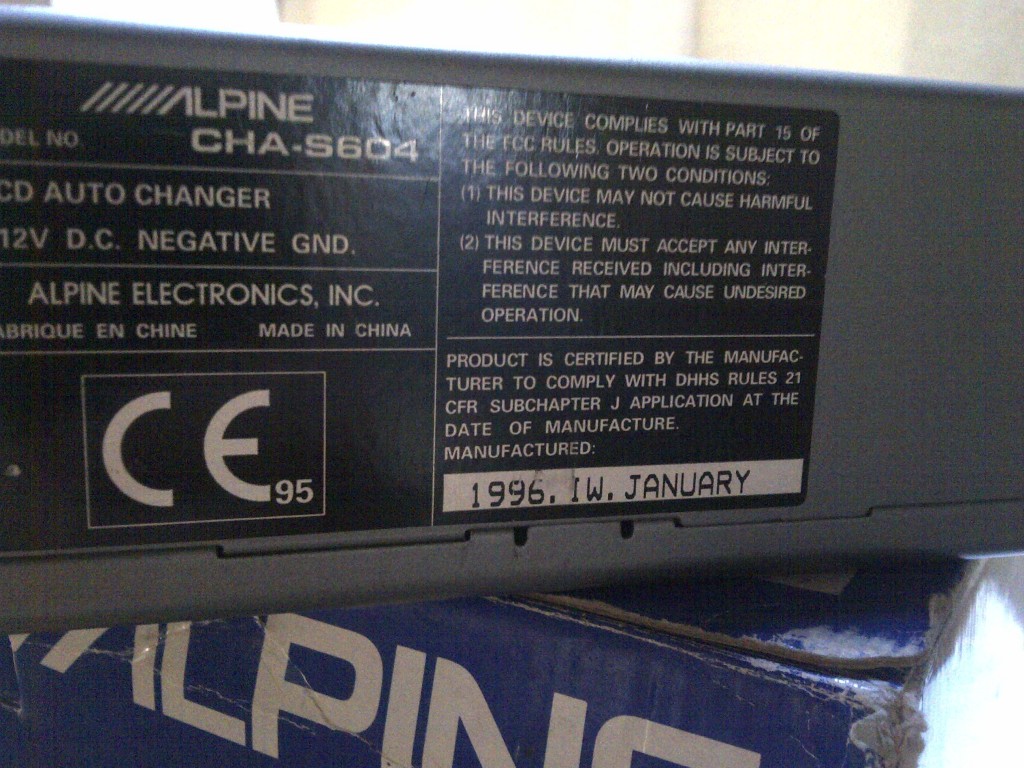 ALPINE
DEL NO. CHA-S604
CD AUTO CHANGER
12V D.C. NEGATIVE GND.
ALPINE ELECTRONICS, INC.
ABRIQUE EN CHINE MADE IN CHINA
CE 95
THIS DEVICE COMPLIES WITH PART 15 OF
THE FCC RULES. OPERATION IS SUBJECT TO
THE FOLLOWING TWO CONDITIONS:
(1) THIS DEVICE MAY NOT CAUSE HARMFUL
INTERFERENCE.
(2) THIS DEVICE MUST ACCEPT ANY INTER-
FERENCE RECEIVED INCLUDING INTER-
FERENCE THAT MAY CAUSE UNDESIRED
OPERATION.
PRODUCT IS CERTIFIED BY THE MANUFAC-
TURER TO COMPLY WITH DHHS RULES 21
CFR SUBCHAPTER J APPLICATION AT THE
DATE OF MANUFACTURE.
MANUFACTURED:
1996. IW. JANUARY
ALPINE